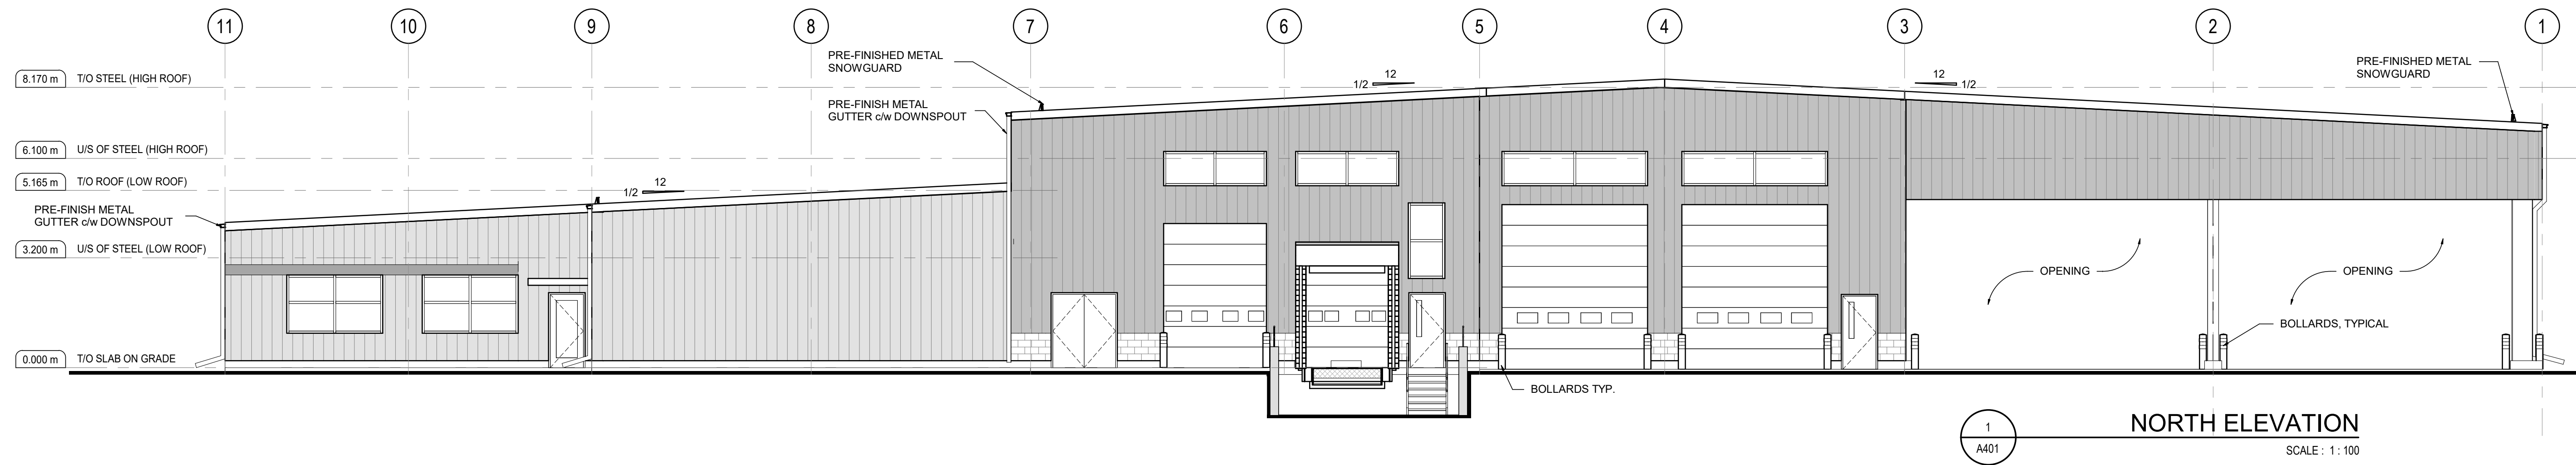 11 10 9 8 7 6 5 4 3 2 1
PRE-FINISHED METAL
SNOWGUARD
PRE-FINISHED METAL
SNOWGUARD
8.170 m T/O STEEL (HIGH ROOF)
12
1/2
12
1/2
PRE-FINISH METAL
GUTTER c/w DOWNSPOUT
6.100 m U/S OF STEEL (HIGH ROOF)
5.165 m T/O ROOF (LOW ROOF)
12
1/2
PRE-FINISH METAL
GUTTER c/w DOWNSPOUT
3.200 m U/S OF STEEL (LOW ROOF)
OPENING
OPENING
BOLLARDS, TYPICAL
0.000 m T/O SLAB ON GRADE
BOLLARDS TYP.
1
A401
NORTH ELEVATION
SCALE : 1 : 100